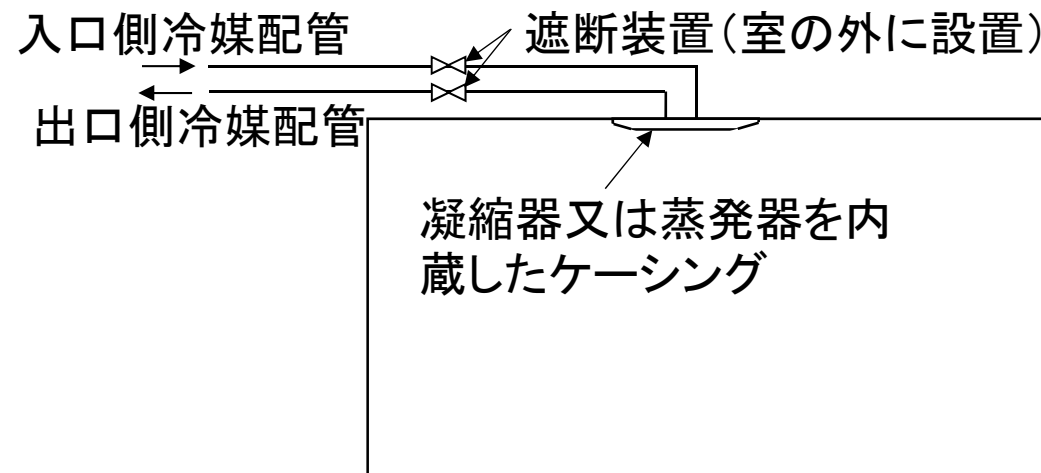 入口側冷媒配管
遮断装置(室の外に設置)
出口側冷媒配管
凝縮器又は蒸発器を内
蔵したケーシング